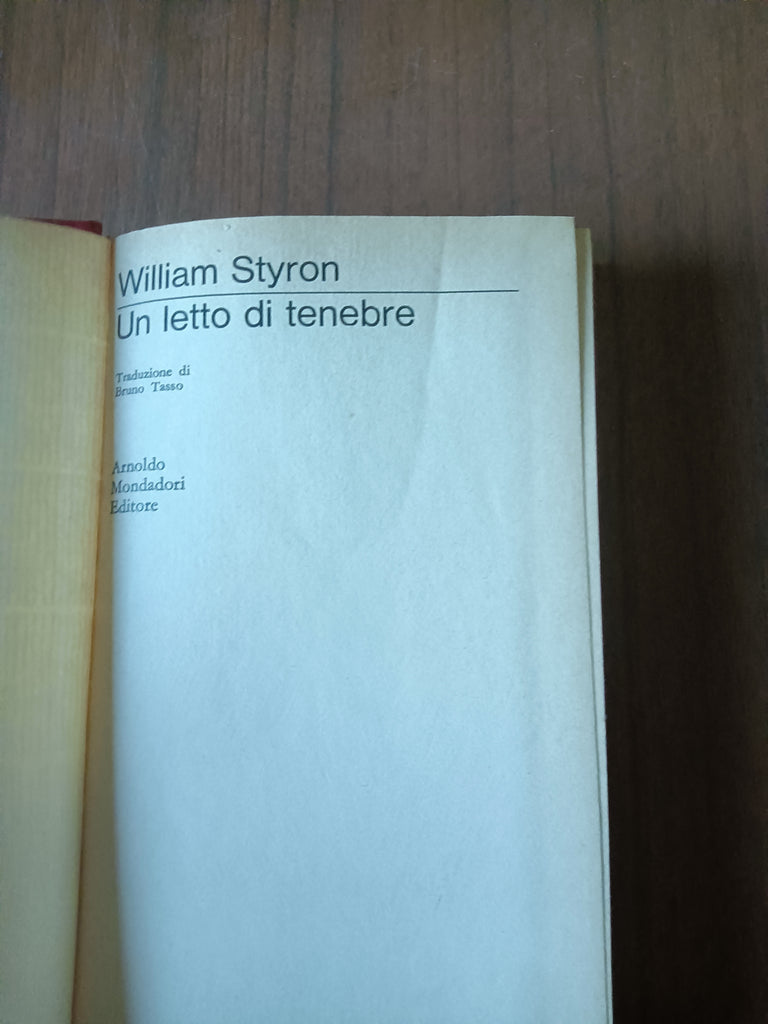 William Styron
Un letto di tenebre
Traduzione di
Bruno Tasso
Arnoldo
Mondadori
Editore